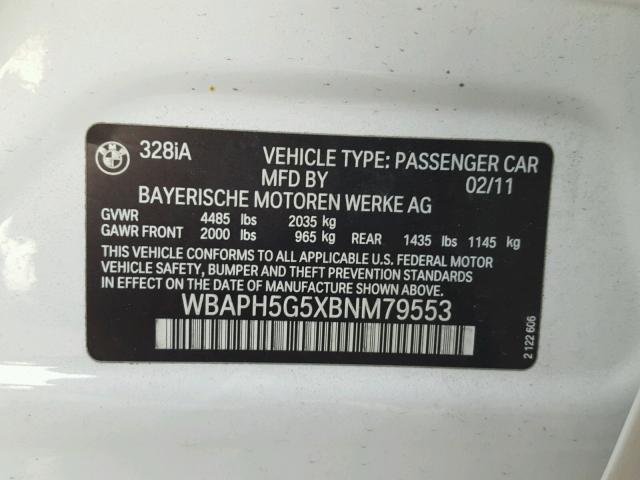 BMW
328iA VEHICLE TYPE: PASSENGER CAR
MFD BY 02/11
BAYERISCHE MOTOREN WERKE AG
GVWR 4485 lbs 2035 kg
GAWR FRONT 2000 lbs 965 kg REAR 1435 lbs 1145 kg
THIS VEHICLE CONFORMS TO ALL APPLICABLE U.S. FEDERAL MOTOR
VEHICLE SAFETY, BUMPER AND THEFT PREVENTION STANDARDS
IN EFFECT ON THE DATE OF MANUFACTURE SHOWN ABOVE.
WBAPH5G5XBNM79553
2 122 606